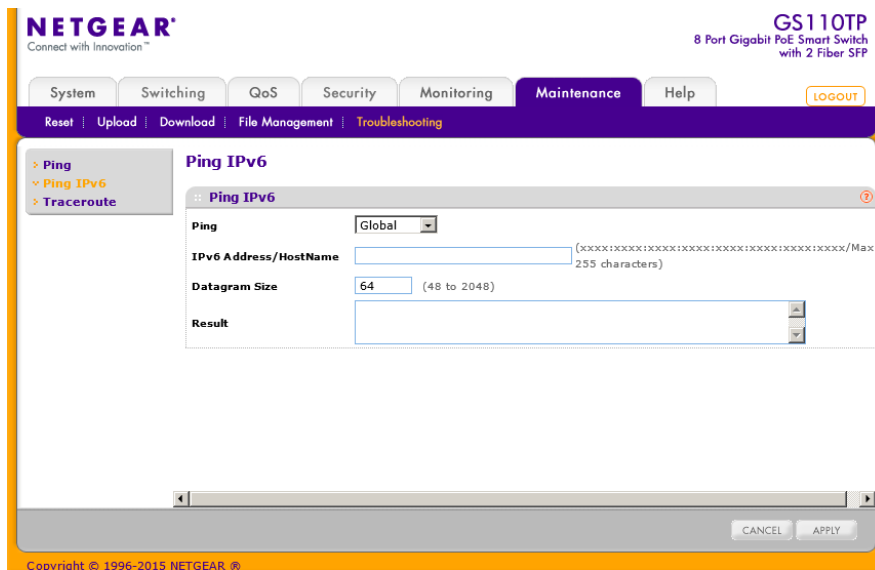 NETGEAR®
Connect with Innovation™
GS110TP
8 Port Gigabit PoE Smart Switch
with 2 Fiber SFP
System Switching QoS Security Monitoring Maintenance Help LOGOUT
Reset Upload Download File Management Troubleshooting
Ping
Ping IPv6
Traceroute
Ping IPv6
Ping IPv6 ?
Ping Global
IPv6 Address/HostName (xxxx:xxxx:xxxx:xxxx:xxxx:xxxx:xxxx:xxxx/Max
255 characters)
Datagram Size 64 (48 to 2048)
Result
CANCEL APPLY
Copyright © 1996-2015 NETGEAR ®